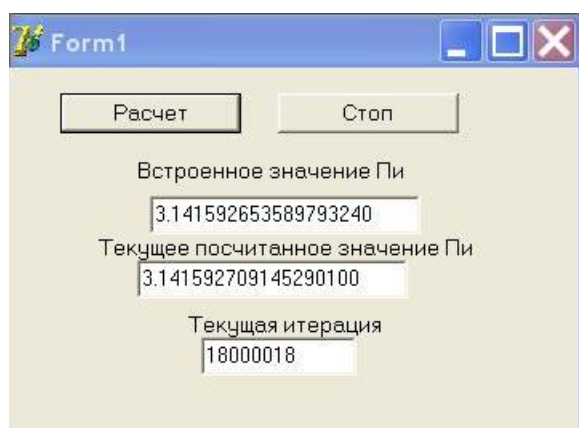 Form1
Расчет Стоп
Встроенное значение Пи
3.141592653589793240
Текущее посчитанное значение Пи
3.141592709145290100
Текущая итерация
18000018